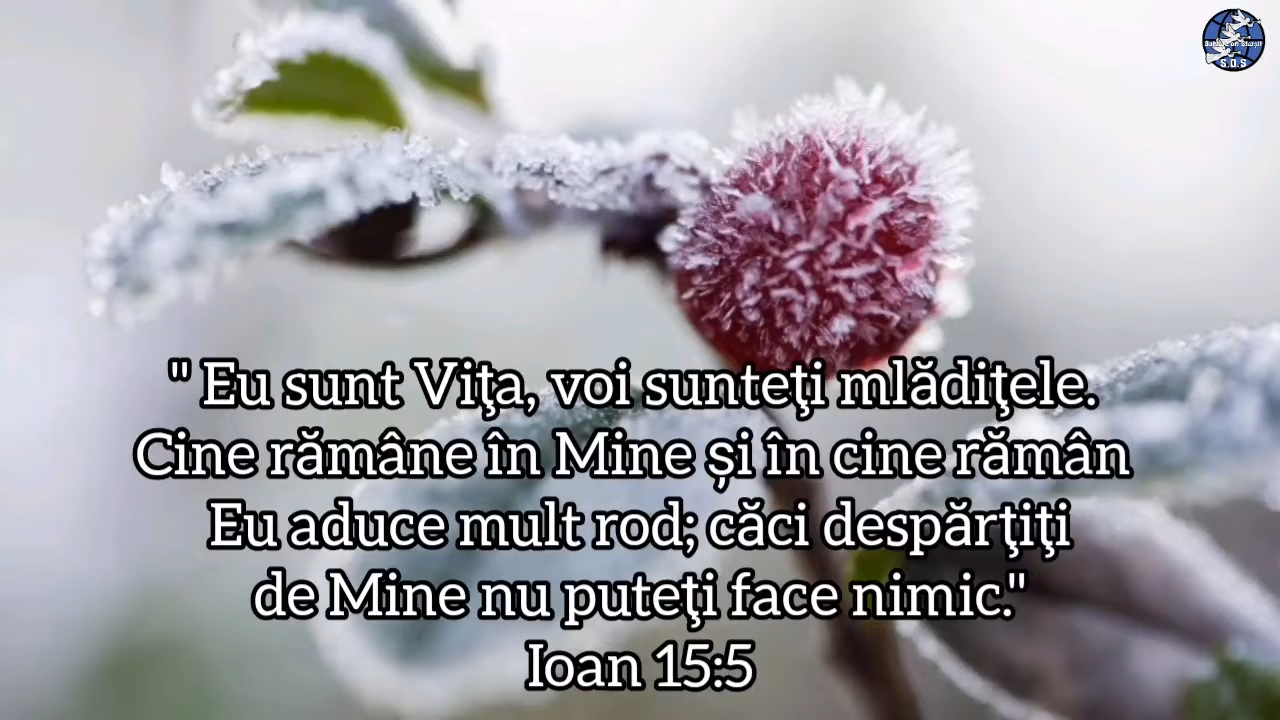 " Eu sunt Viţa, voi sunteţi mlădiţele.
Cine rămâne în Mine și în cine rămân
Eu aduce mult rod; căci despărţiţi
de Mine nu puteţi face nimic."
Ioan 15:5
S.O.S